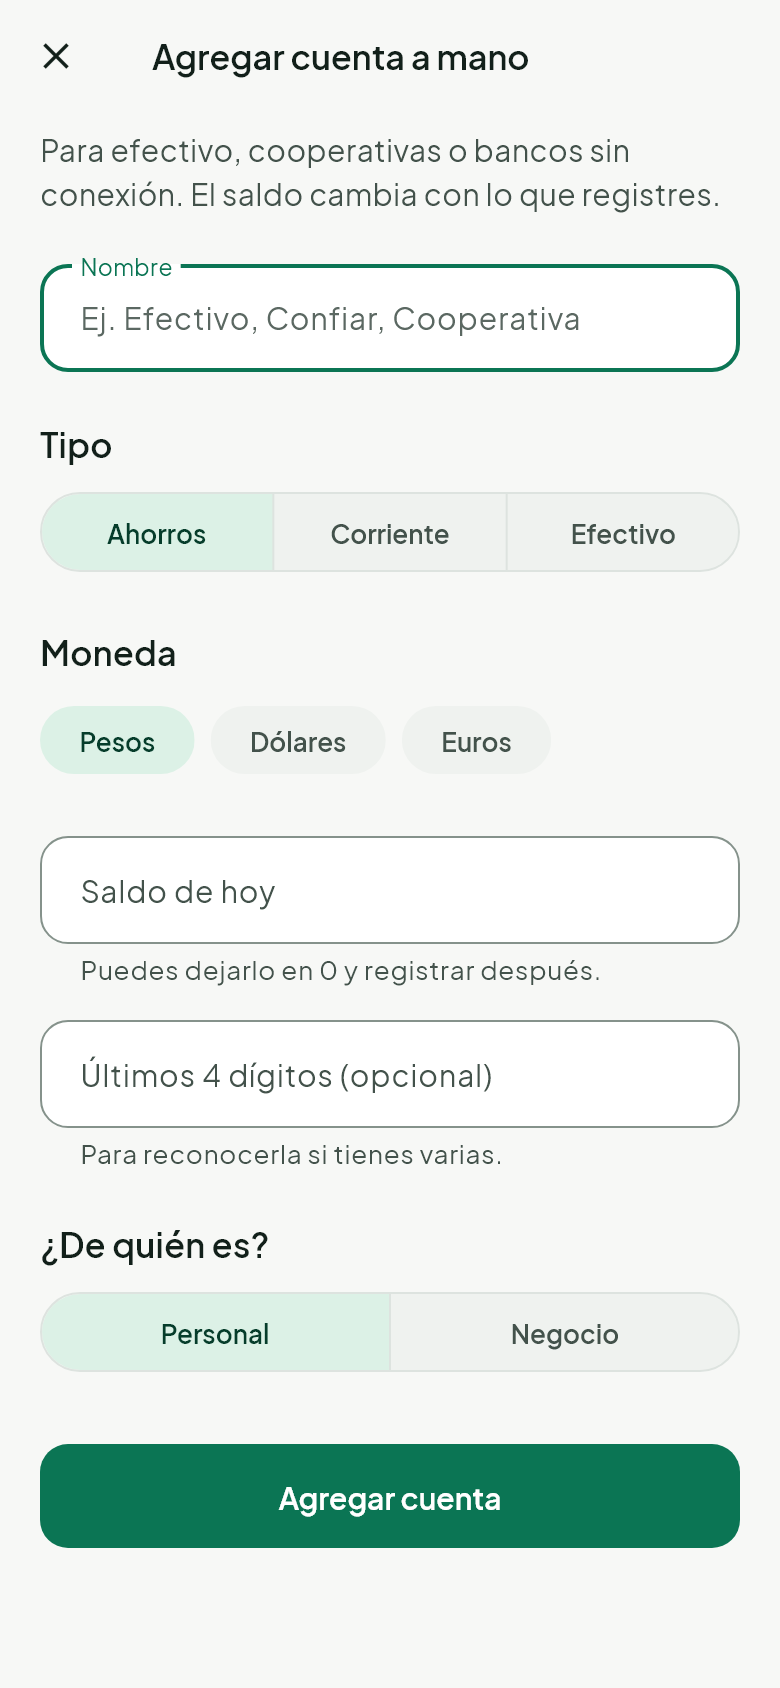 Agregar cuenta a mano
Para efectivo, cooperativas o bancos sin
conexión. El saldo cambia con lo que registres.
Nombre
Ej. Efectivo, Confiar, Cooperativa
Tipo
Ahorros
Corriente
Efectivo
Moneda
Pesos
Dólares
Euros
Saldo de hoy
Puedes dejarlo en 0 y registrar después.
Últimos 4 dígitos (opcional)
Para reconocerla si tienes varias.
¿De quién es?
Personal
Negocio
Agregar cuenta